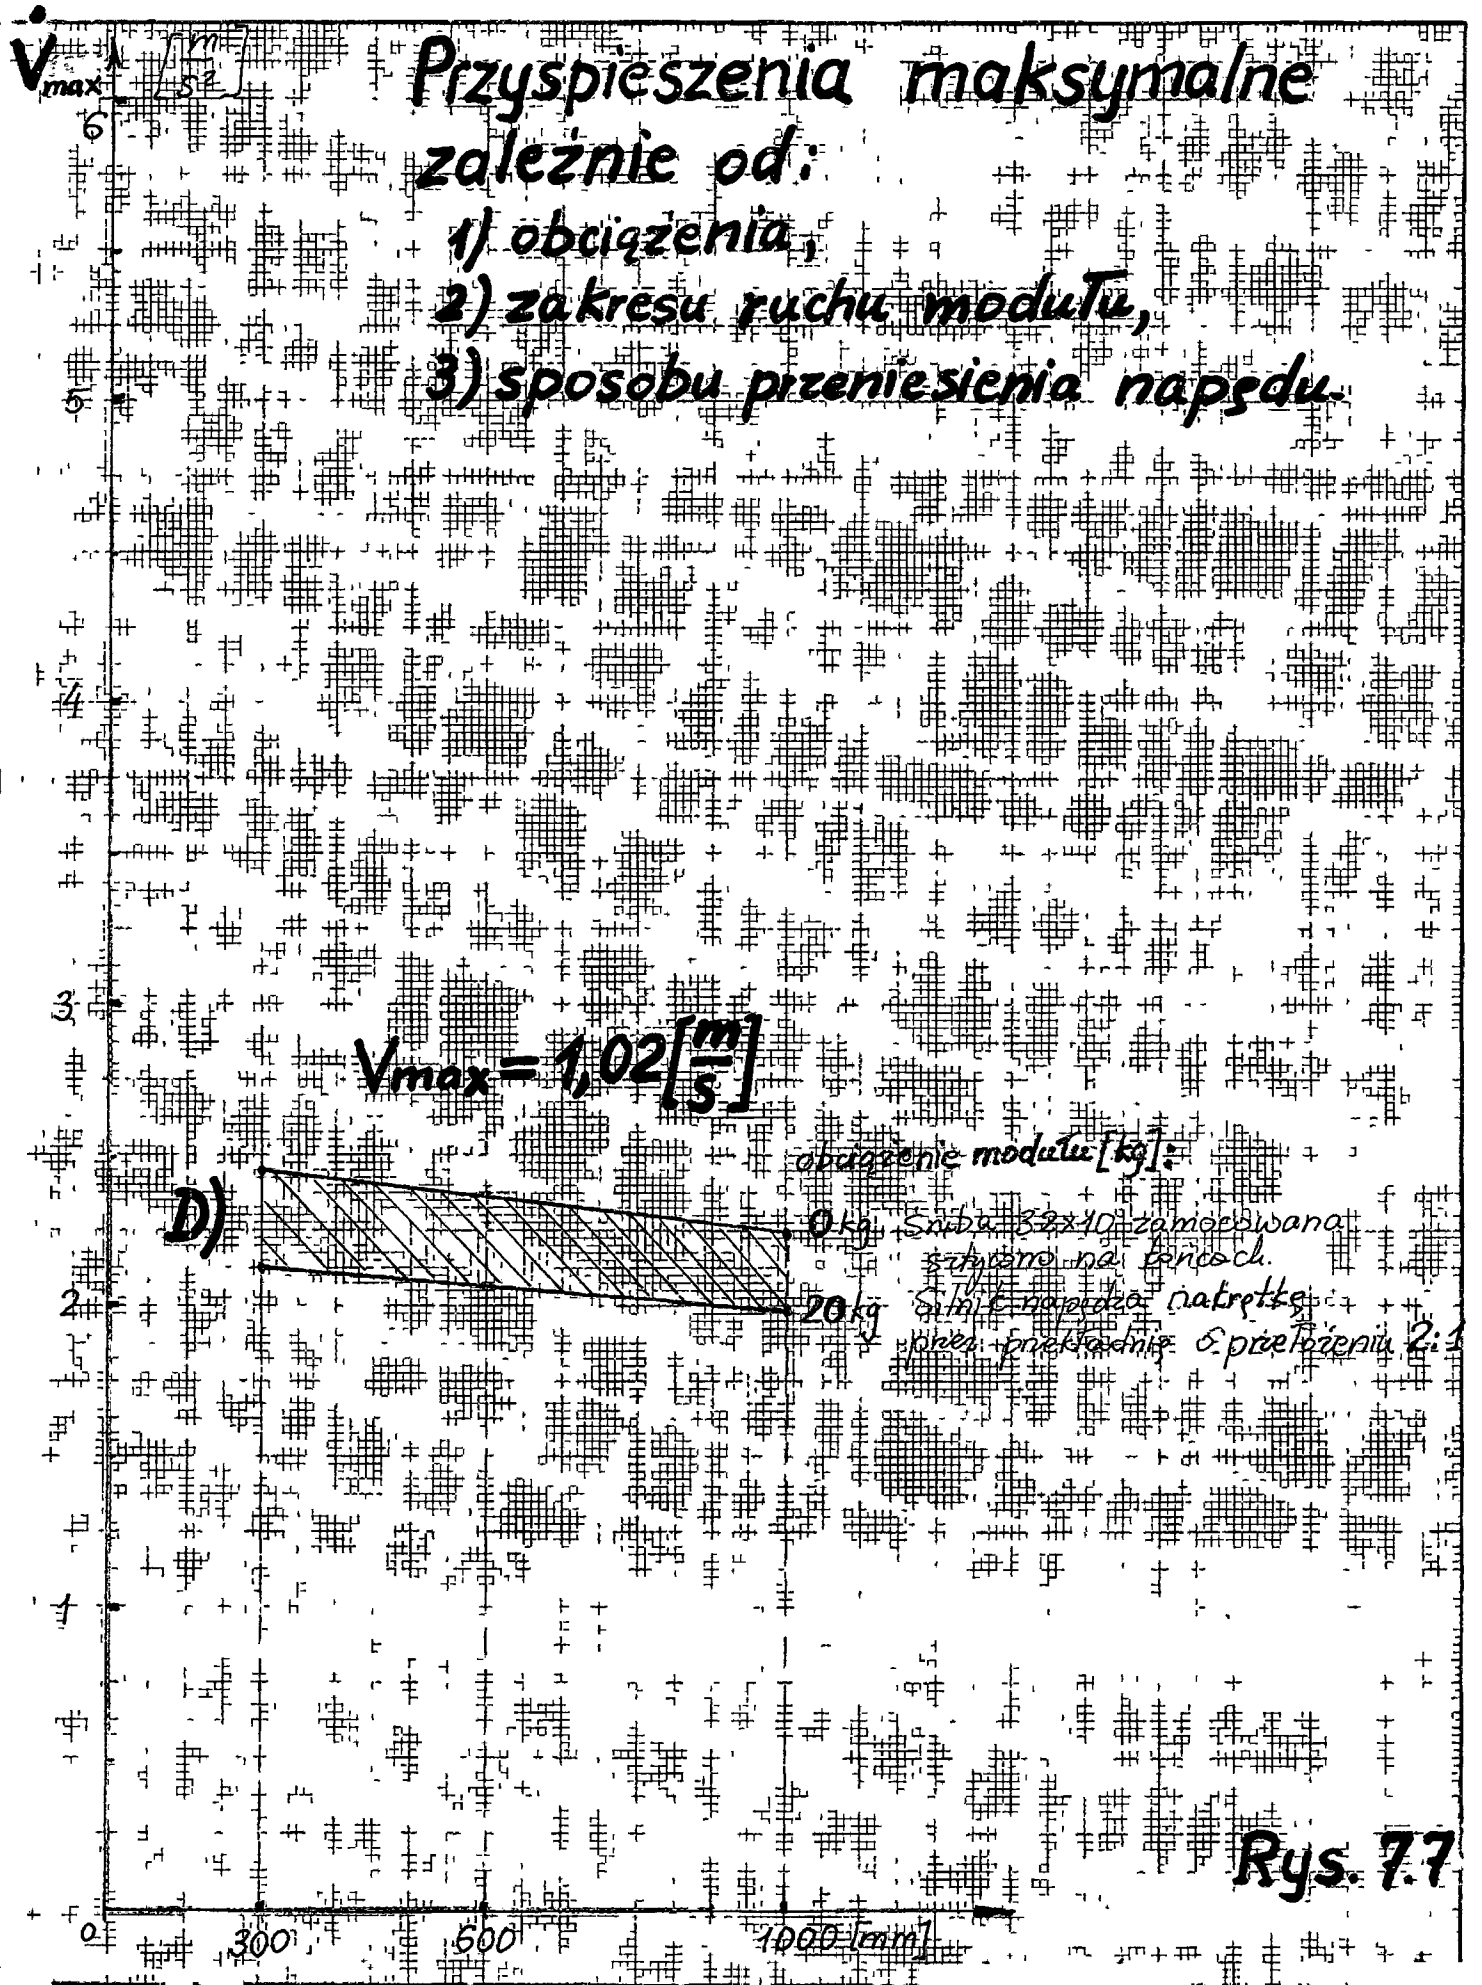 V̇max [m/s²]
Przyspieszenia maksymalne
zależnie od:
1) obciążenia,
2) zakresu ruchu modułu,
3) sposobu przeniesienia napędu.
6
5
4
3
Vmax = 1,02 [m/s]
obciążenie modułu [kg]:
D)
0 kg Śruba 32×10 zamocowana
sztywno na końcach.
2
20 kg Silnik napędza nakrętkę
przez przekładnię o przełożeniu 2:1
1
Rys. 7.7
0 300 600 1000 [mm]